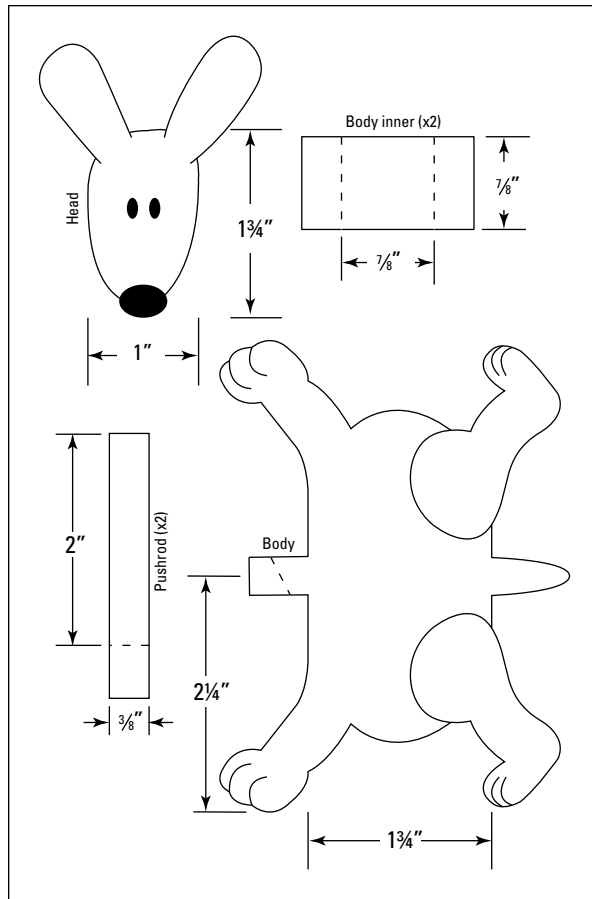 Body inner (x2)
Head
1¾″
⅞″
⅞″
1″
2″
Pushrod (x2)
Body
2¼″
⅜″
1¾″